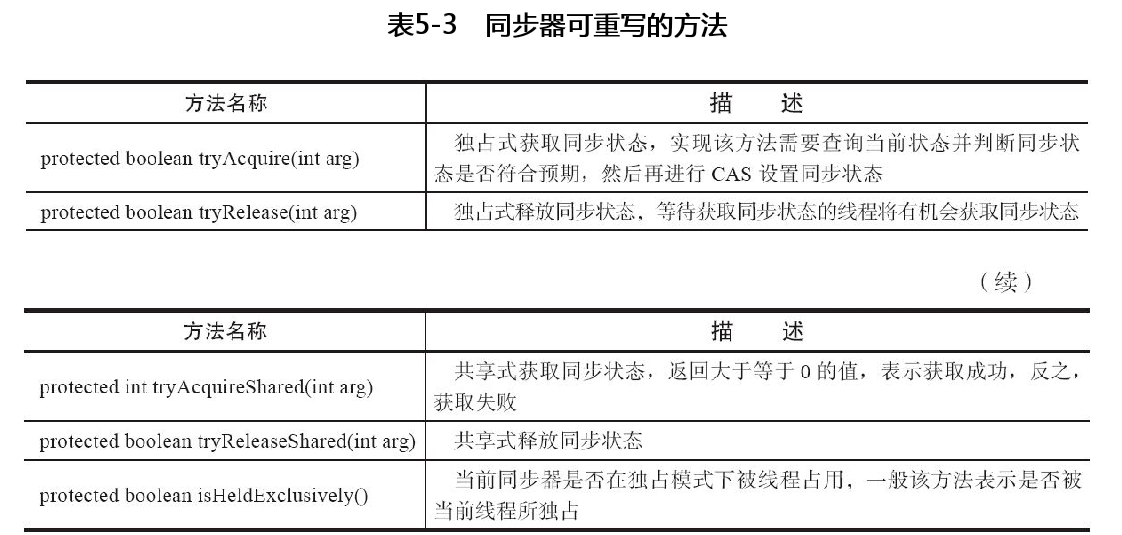 表5-3 同步器可重写的方法
方法名称 描 述
protected boolean tryAcquire(int arg) 独占式获取同步状态，实现该方法需要查询当前状态并判断同步状
态是否符合预期，然后再进行 CAS 设置同步状态
protected boolean tryRelease(int arg) 独占式释放同步状态，等待获取同步状态的线程将有机会获取同步状态
（续）
方法名称 描 述
protected int tryAcquireShared(int arg) 共享式获取同步状态，返回大于等于 0 的值，表示获取成功，反之，
获取失败
protected boolean tryReleaseShared(int arg) 共享式释放同步状态
protected boolean isHeldExclusively() 当前同步器是否在独占模式下被线程占用，一般该方法表示是否被
当前线程所独占